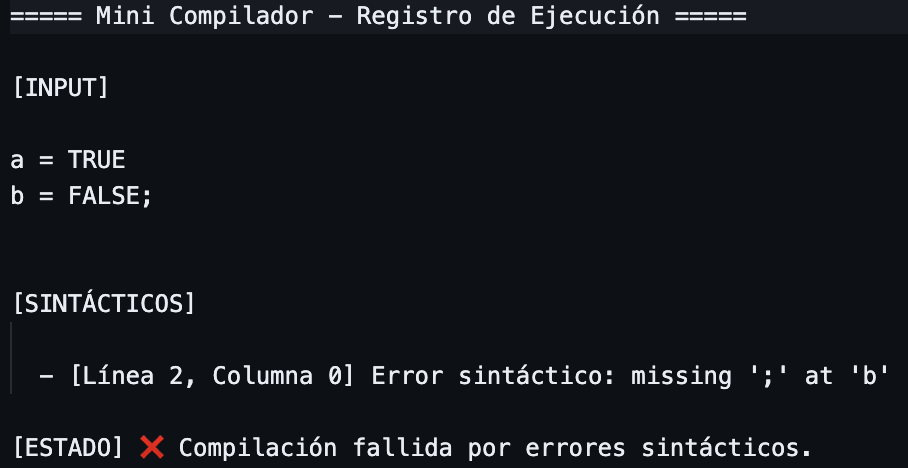 ===== Mini Compilador - Registro de Ejecución =====
[INPUT]
a = TRUE
b = FALSE;
[SINTÁCTICOS]
- [Línea 2, Columna 0] Error sintáctico: missing ';' at 'b'
[ESTADO] ❌ Compilación fallida por errores sintácticos.